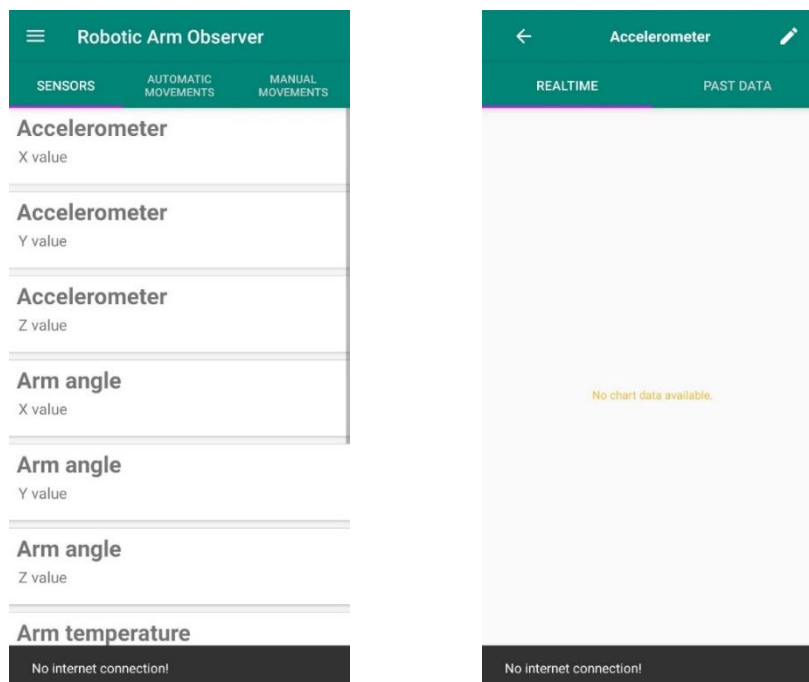 Robotic Arm Observer
SENSORS
AUTOMATIC
MOVEMENTS
MANUAL
MOVEMENTS
Accelerometer
X value
Accelerometer
Y value
Accelerometer
Z value
Arm angle
X value
Arm angle
Y value
Arm angle
Z value
Arm temperature
No internet connection!
Accelerometer
REALTIME
PAST DATA
No chart data available.
No internet connection!